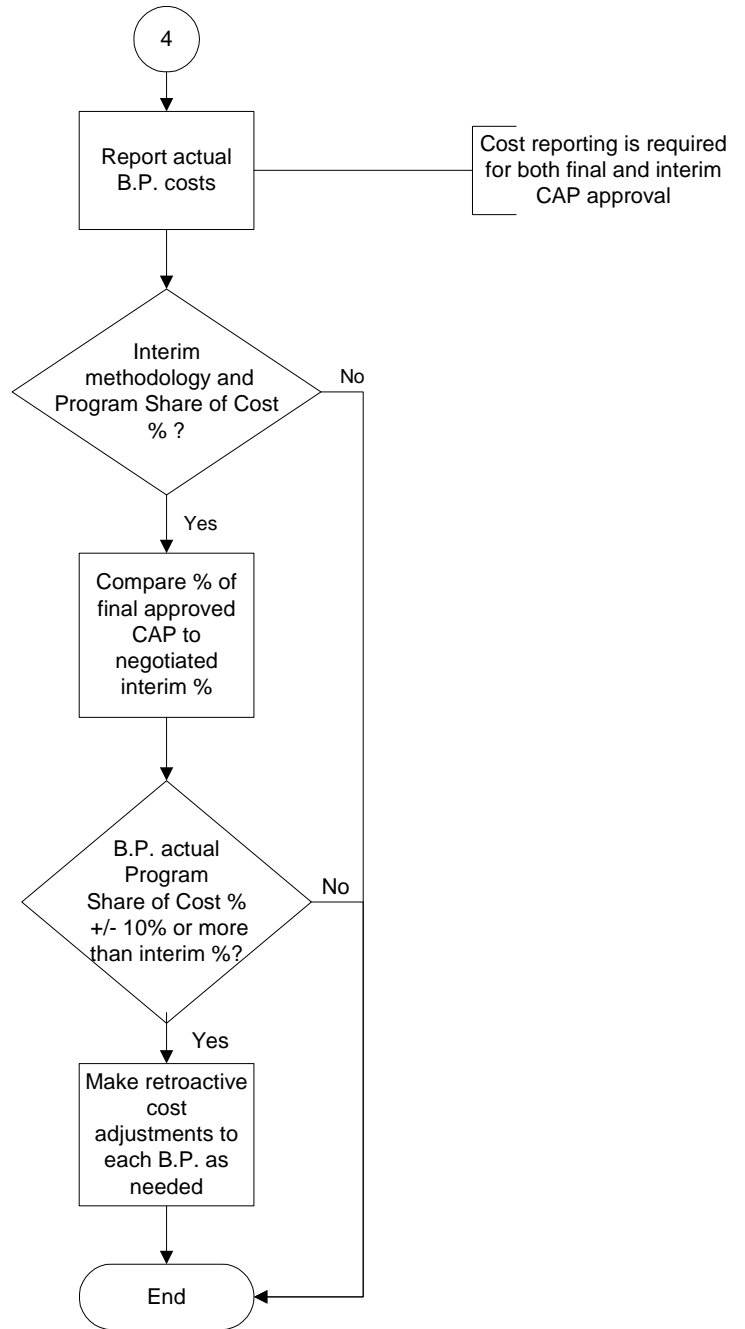 4
Report actual
B.P. costs
Cost reporting is required
for both final and interim
CAP approval
Interim
methodology and
Program Share of Cost
% ?
No
Yes
Compare % of
final approved
CAP to
negotiated
interim %
B.P. actual
Program
Share of Cost %
+/- 10% or more
than interim %?
No
Yes
Make retroactive
cost
adjustments to
each B.P. as
needed
End